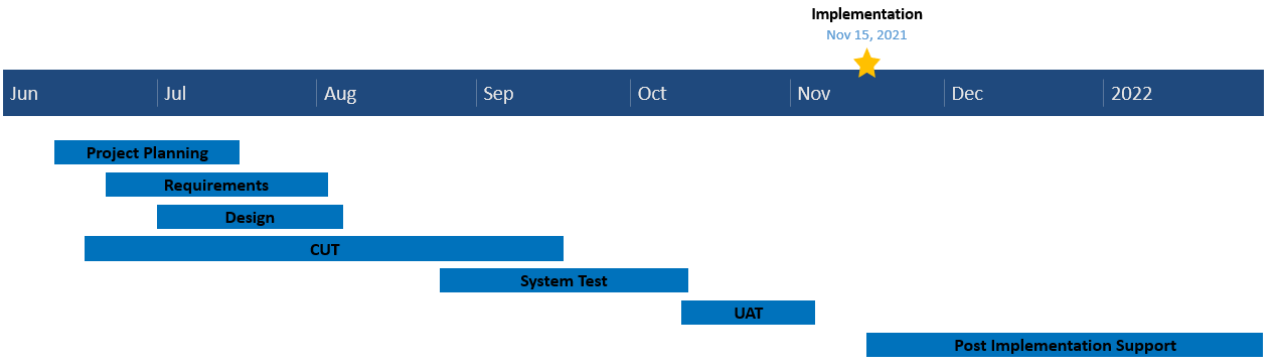 Implementation
Nov 15, 2021
Jun Jul Aug Sep Oct Nov Dec 2022
Project Planning
Requirements
Design
CUT
System Test
UAT
Post Implementation Support